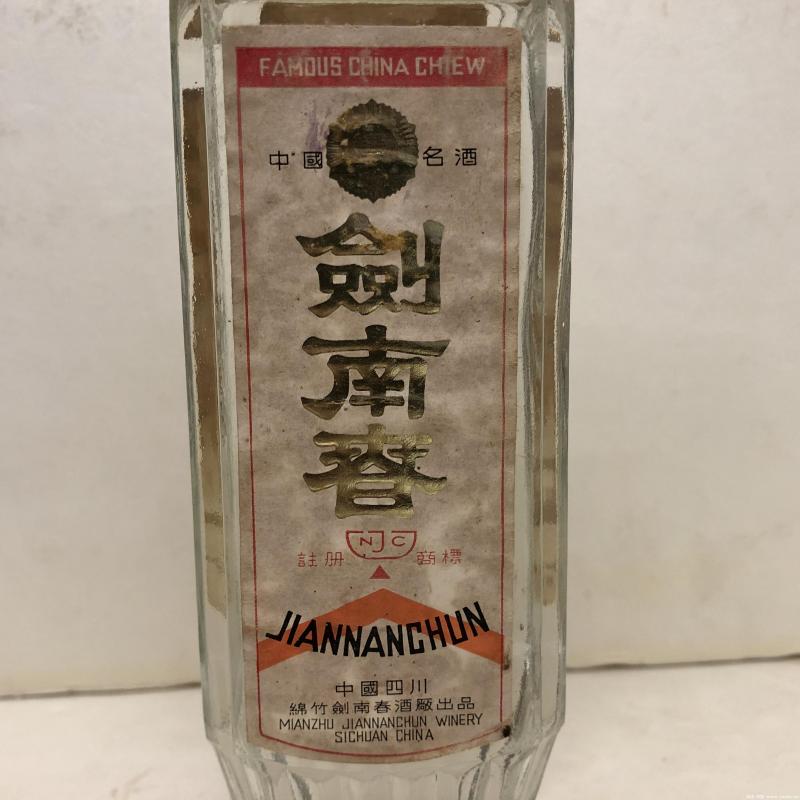 FAMOUS CHINA CHIEW
中國 名酒
劍南春
NJC
註册 商標
JIANNANCHUN
中國四川
綿竹劍南春酒廠出品
MIANZHU JIANNANCHUN WINERY
SICHUAN CHINA